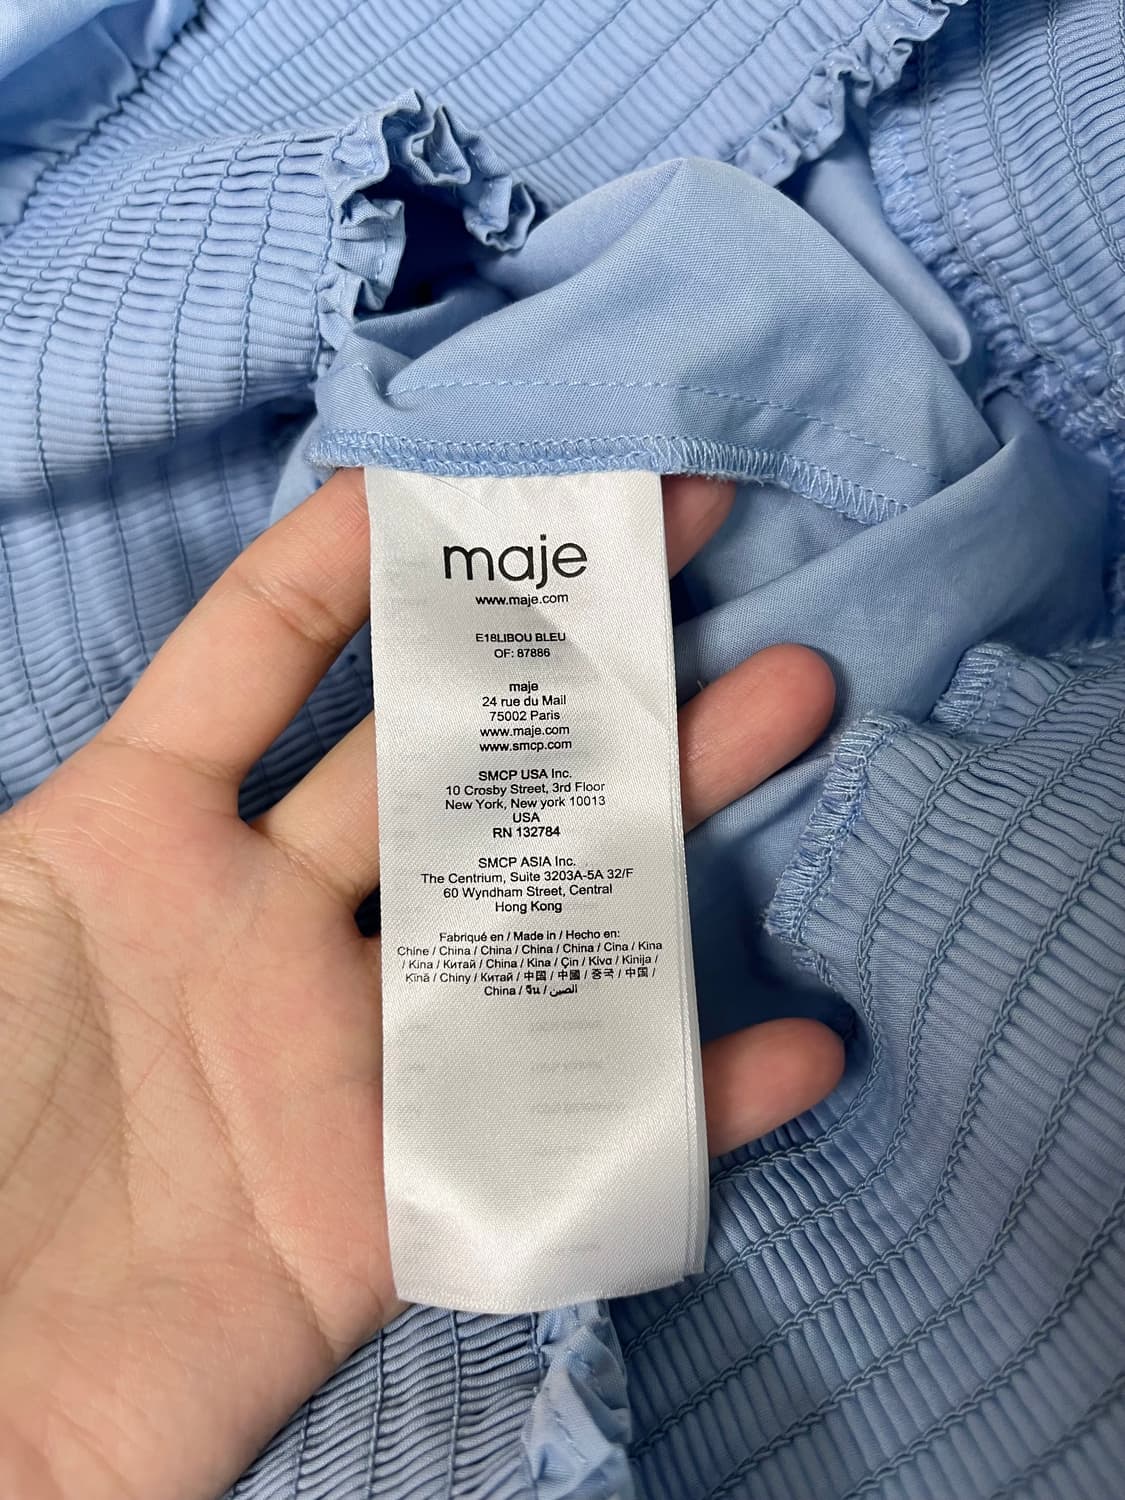 maje
www.maje.com
E18LIBOU BLEU
OF: 87886
maje
24 rue du Mail
75002 Paris
www.maje.com
www.smcp.com
SMCP USA Inc.
10 Crosby Street, 3rd Floor
New York, New york 10013
USA
RN 132784
SMCP ASIA Inc.
The Centrium, Suite 3203A-5A 32/F
60 Wyndham Street, Central
Hong Kong
Fabriqué en / Made in / Hecho en:
Chine / China / China / China / China / Cina / Kina
/ Kina / Китай / China / Kina / Çin / Κίνα / Kinija /
Kīnā / Chiny / Китай / 中国 / 中國 / 중국 / 中国 /
China / จีน / الصين